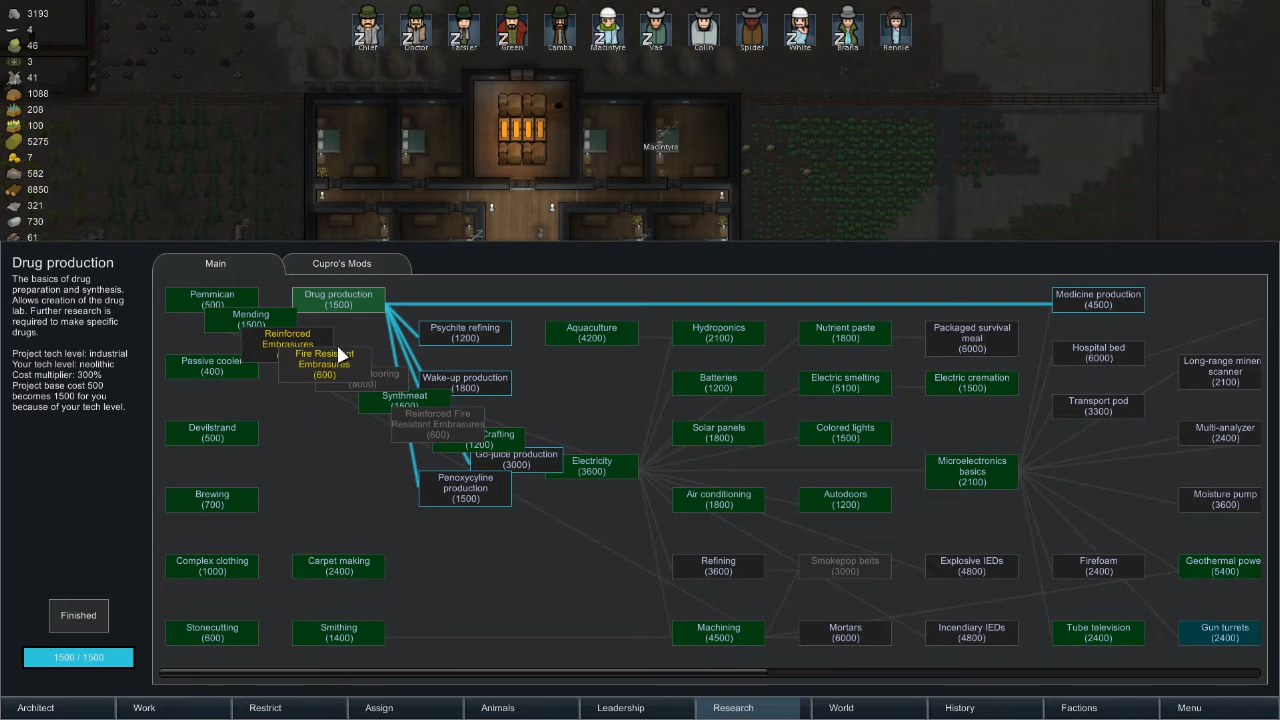 3193
4
46
3
41
1088
208
100
5275
7
582
8850
321
730
61
Z Z Z Z Z Z Z Z
Chief Doctor Tarsier Green Camba Macintyre Vas Colin Spider White Braña Rennie
Macintyre
Drug production
The basics of drug
preparation and synthesis.
Allows creation of the drug
lab. Further research is
required to make specific
drugs.
Project tech level: industrial
Your tech level: neolithic
Cost multiplier: 300%
Project base cost 500
becomes 1500 for you
because of your tech level.
Finished
1500 / 1500
Main
Cupro's Mods
Pemmican
(500)
Mending
(1500)
Reinforced
Embrasures
Fire Resistant
Embrasures
(600)
(8000)
Passive cooler
(400)
Synthmeat
(1500)
Reinforced Fire
Resistant Embrasures
(600)
Crafting
(1200)
Go-juice production
(3000)
Devilstrand
(500)
Brewing
(700)
Complex clothing
(1000)
Stonecutting
(600)
Drug production
(1500)
Carpet making
(2400)
Smithing
(1400)
Psychite refining
(1200)
Wake-up production
(1800)
Penoxycyline
production
(1500)
Aquaculture
(4200)
Electricity
(3600)
Hydroponics
(2100)
Batteries
(1200)
Solar panels
(1800)
Air conditioning
(1800)
Refining
(3600)
Machining
(4500)
Nutrient paste
(1800)
Electric smelting
(5100)
Colored lights
(1500)
Autodoors
(1200)
Smokepop belts
(3000)
Mortars
(6000)
Packaged survival
meal
(6000)
Electric cremation
(1500)
Microelectronics
basics
(2100)
Explosive IEDs
(4800)
Incendiary IEDs
(4800)
Medicine production
(4500)
Hospital bed
(6000)
Transport pod
(3300)
Firefoam
(2400)
Tube television
(2400)
Long-range miner
scanner
(2100)
Multi-analyzer
(2400)
Moisture pump
(3600)
Geothermal powe
(5400)
Gun turrets
(2400)
Architect Work Restrict Assign Animals Leadership Research World History Factions Menu